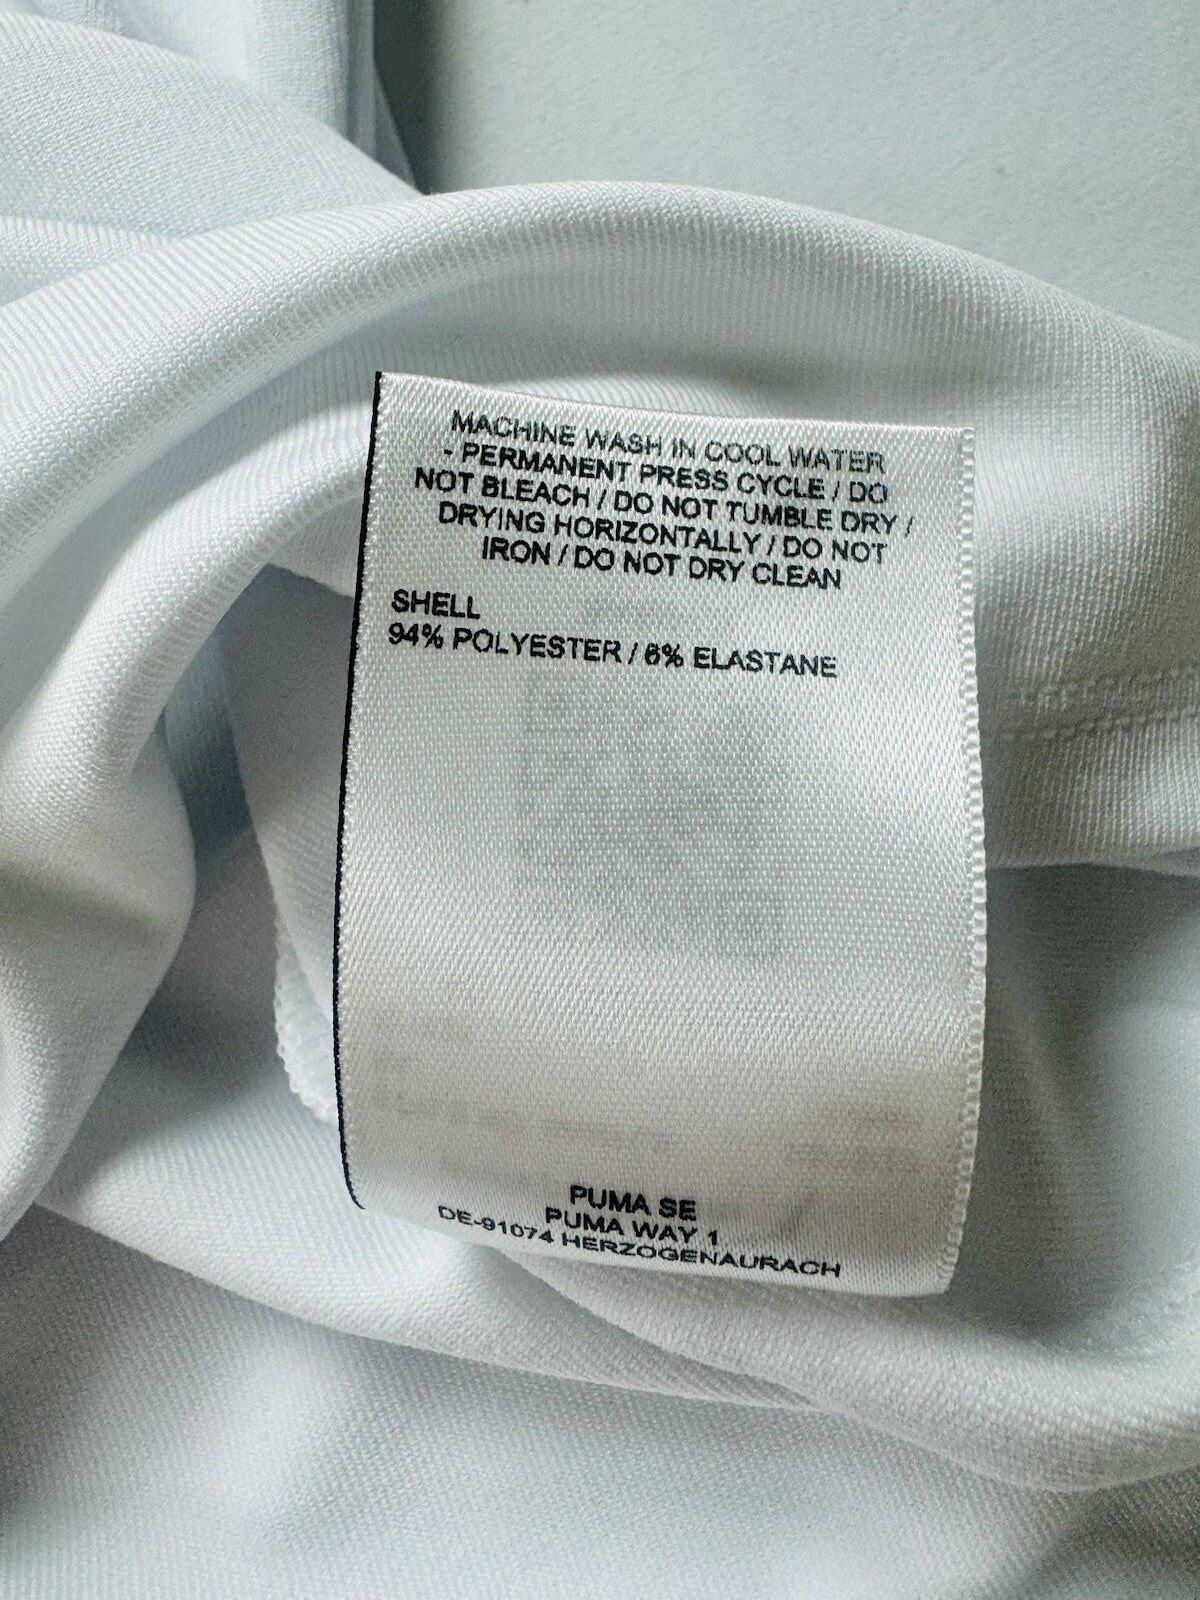 MACHINE WASH IN COOL WATER
- PERMANENT PRESS CYCLE / DO
NOT BLEACH / DO NOT TUMBLE DRY /
DRYING HORIZONTALLY / DO NOT
IRON / DO NOT DRY CLEAN
SHELL
94% POLYESTER / 6% ELASTANE
PUMA SE
PUMA WAY 1
DE-91074 HERZOGENAURACH